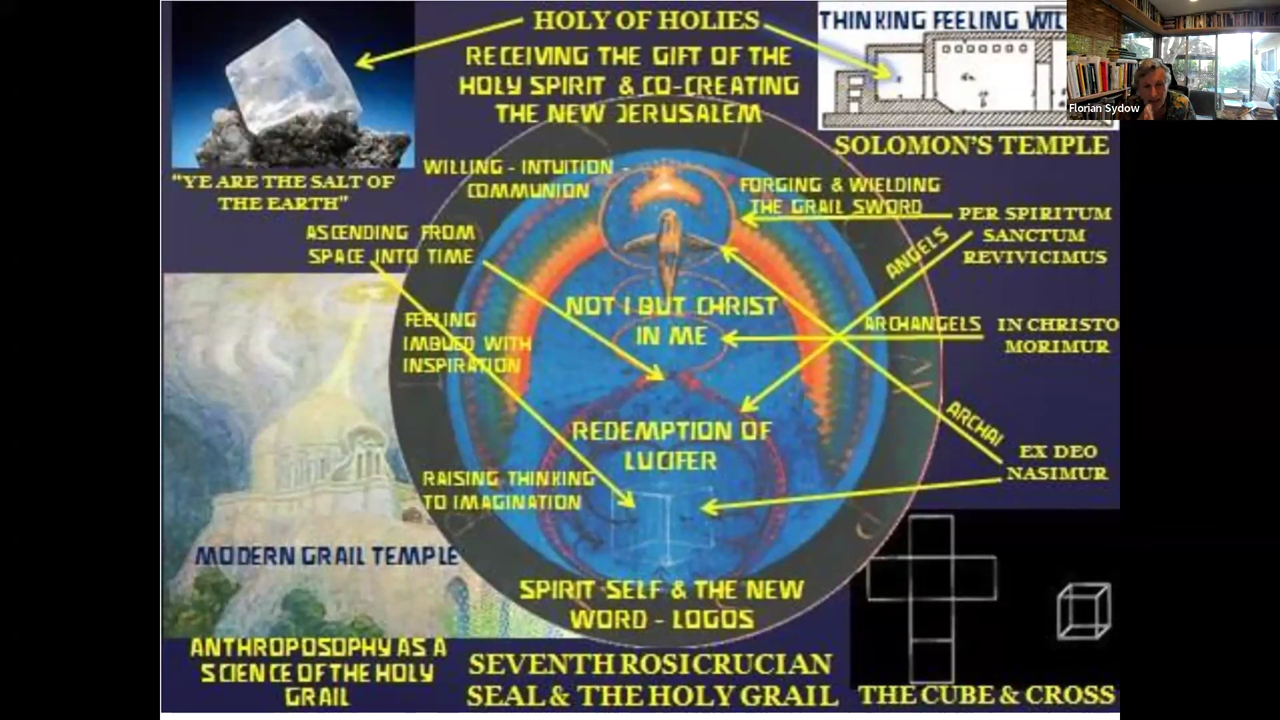 HOLY OF HOLIES
RECEIVING THE GIFT OF THE
HOLY SPIRIT & CO-CREATING
THE NEW JERUSALEM
THINKING FEELING WIL
Florian Sydow
SOLOMON'S TEMPLE
"YE ARE THE SALT OF
THE EARTH"
WILLING - INTUITION -
COMMUNION
FORGING & WIELDING
THE GRAIL SWORD
PER SPIRITUM
SANCTUM
REVIVICIMUS
ASCENDING FROM
SPACE INTO TIME
ANGELS
NOT I BUT CHRIST
IN ME
FEELING
IMBUED WITH
INSPIRATION
ARCHANGELS
IN CHRISTO
MORIMUR
ARCHAI
REDEMPTION OF
LUCIFER
EX DEO
NASIMUR
RAISING THINKING
TO IMAGINATION
MODERN GRAIL TEMPLE
SPIRIT-SELF & THE NEW
WORD - LOGOS
ANTHROPOSOPHY AS A
SCIENCE OF THE HOLY
GRAIL
SEVENTH ROSICRUCIAN
SEAL & THE HOLY GRAIL
THE CUBE & CROSS